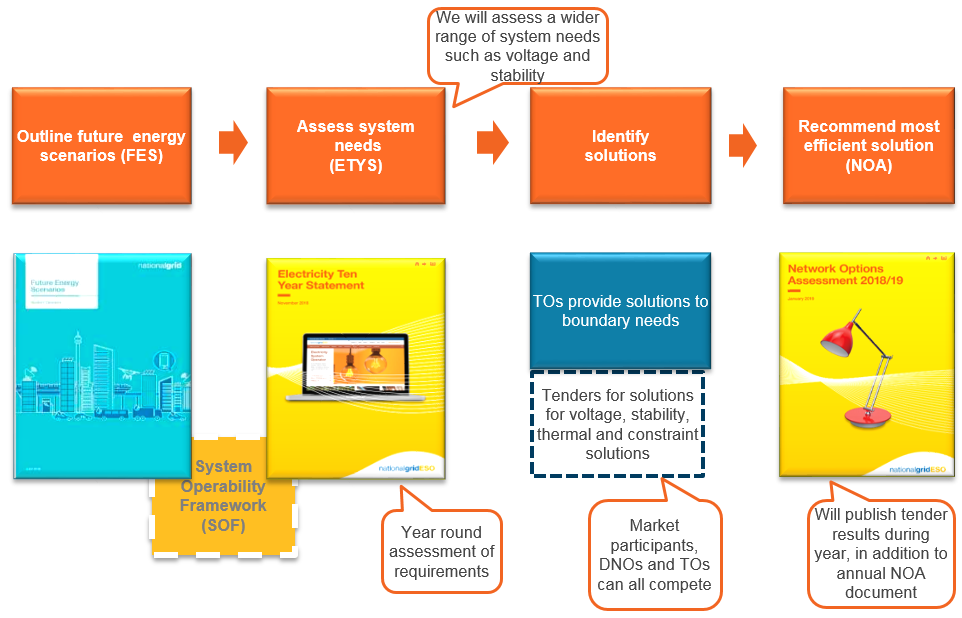 We will assess a wider
range of system needs
such as voltage and
stability
Outline future energy
scenarios (FES)
Assess system
needs
(ETYS)
Identify
solutions
Recommend most
efficient solution
(NOA)
nationalgrid
Future Energy
Scenarios
Electricity Ten
Year Statement
November 2018
nationalgridESO
TOs provide solutions to
boundary needs
Tenders for solutions
for voltage, stability,
thermal and constraint
solutions
Network Options
Assessment 2018/19
January 2019
nationalgridESO
System
Operability
Framework
(SOF)
Year round
assessment of
requirements
Market
participants,
DNOs and TOs
can all compete
Will publish tender
results during
year, in addition to
annual NOA
document